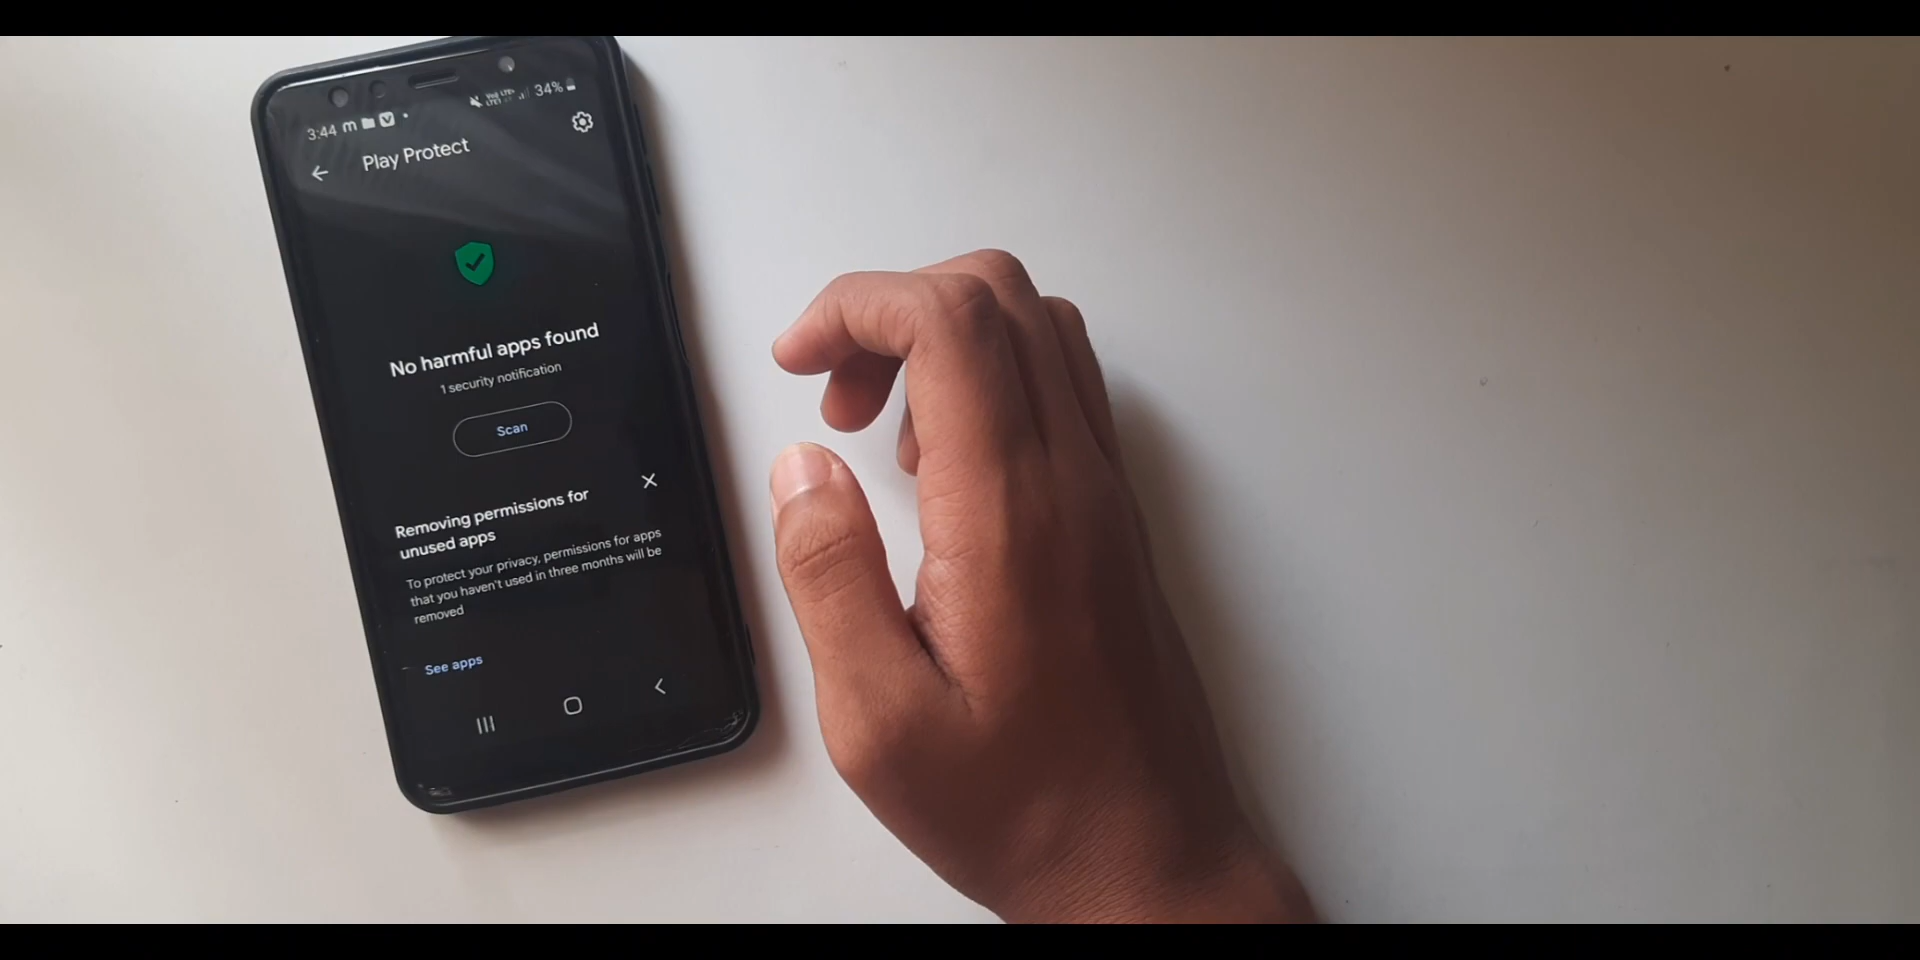 3:44 m
34%
Play Protect
No harmful apps found
1 security notification
Scan
Removing permissions for
unused apps
To protect your privacy, permissions for apps
that you haven't used in three months will be
removed
See apps